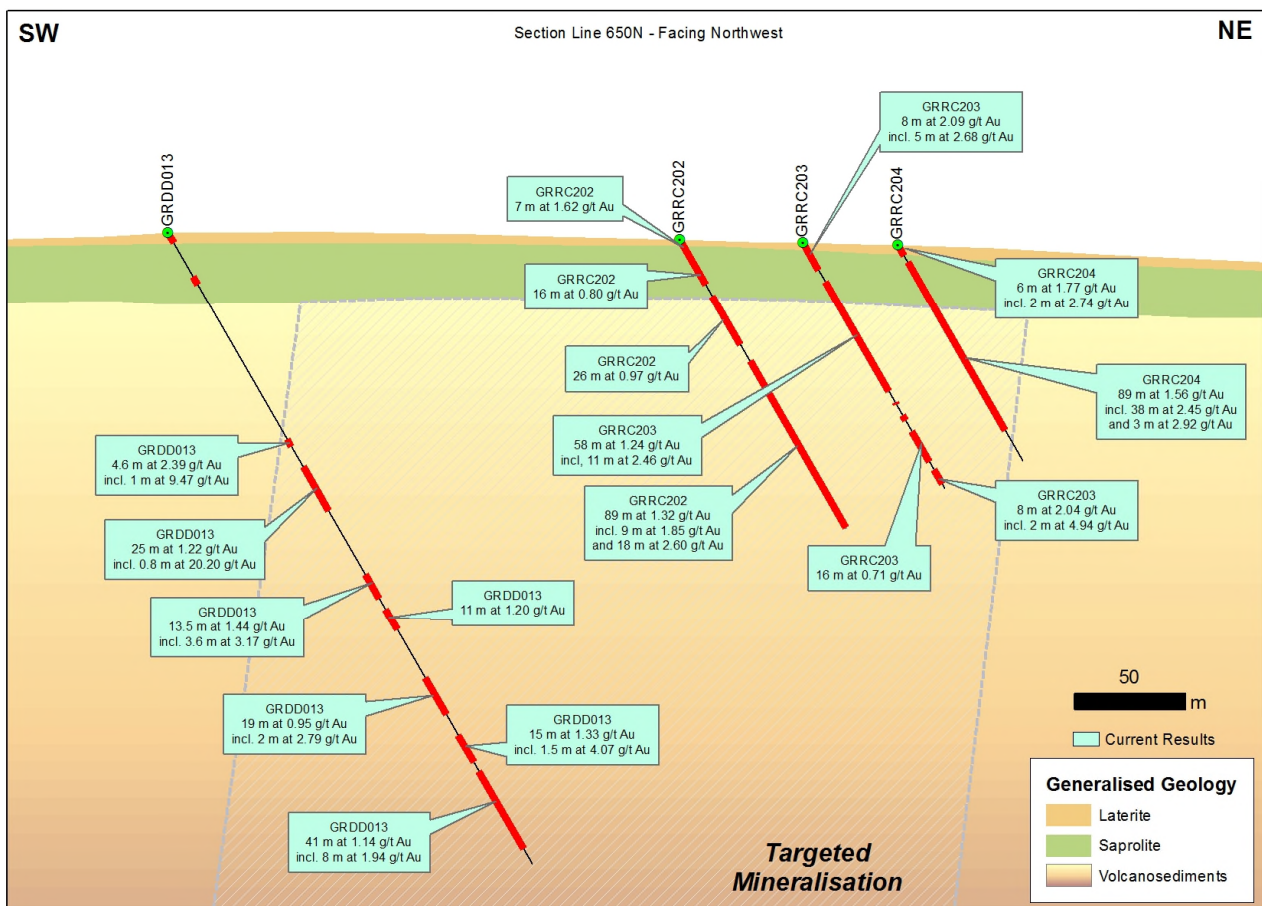 SW
Section Line 650N - Facing Northwest
NE
GRDD013
GRRC202
GRRC203
GRRC204
GRRC203
8 m at 2.09 g/t Au
incl. 5 m at 2.68 g/t Au
GRRC202
7 m at 1.62 g/t Au
GRRC202
16 m at 0.80 g/t Au
GRRC204
6 m at 1.77 g/t Au
incl. 2 m at 2.74 g/t Au
GRRC202
26 m at 0.97 g/t Au
GRRC204
89 m at 1.56 g/t Au
incl. 38 m at 2.45 g/t Au
and 3 m at 2.92 g/t Au
GRRC203
58 m at 1.24 g/t Au
incl, 11 m at 2.46 g/t Au
GRDD013
4.6 m at 2.39 g/t Au
incl. 1 m at 9.47 g/t Au
GRRC202
89 m at 1.32 g/t Au
incl. 9 m at 1.85 g/t Au
and 18 m at 2.60 g/t Au
GRRC203
8 m at 2.04 g/t Au
incl. 2 m at 4.94 g/t Au
GRDD013
25 m at 1.22 g/t Au
incl. 0.8 m at 20.20 g/t Au
GRRC203
16 m at 0.71 g/t Au
GRDD013
13.5 m at 1.44 g/t Au
incl. 3.6 m at 3.17 g/t Au
GRDD013
11 m at 1.20 g/t Au
GRDD013
19 m at 0.95 g/t Au
incl. 2 m at 2.79 g/t Au
GRDD013
15 m at 1.33 g/t Au
incl. 1.5 m at 4.07 g/t Au
GRDD013
41 m at 1.14 g/t Au
incl. 8 m at 1.94 g/t Au
Targeted
Mineralisation
50
m
Current Results
Generalised Geology
Laterite
Saprolite
Volcanosediments